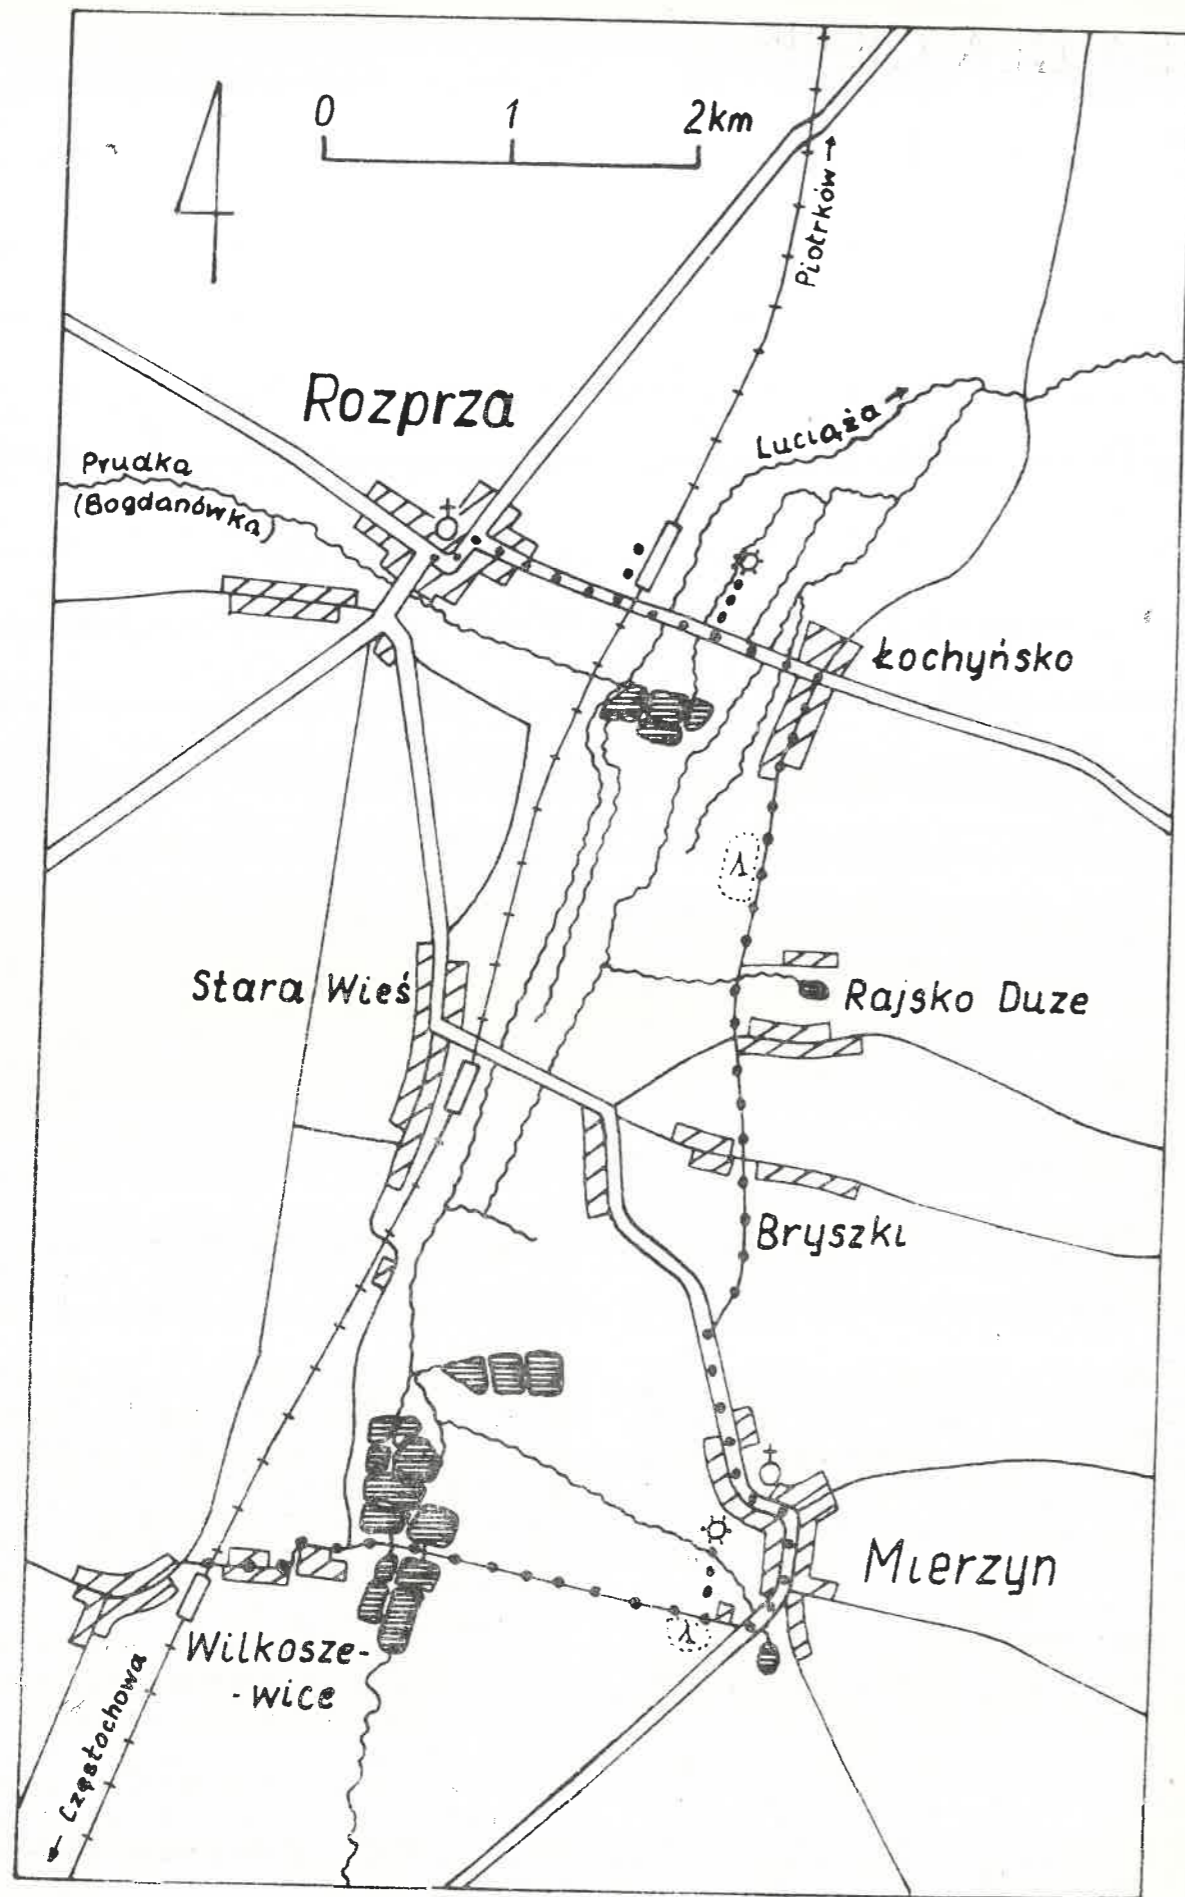 0 1 2km
Piotrków →
Rozprza
Luciąża →
Prudka
(Bogdanówka)
Łochyńsko
Stara Wieś
Rajsko Duze
Bryszki
Mierzyn
Wilkosze-
-wice
← Częstochowa